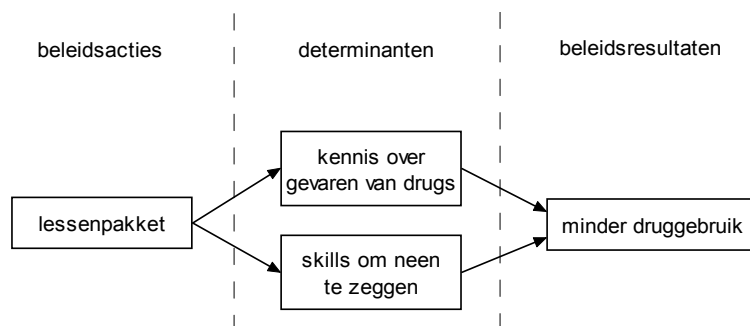 beleidsacties
determinanten
beleidsresultaten
kennis over
gevaren van drugs
lessenpakket
minder druggebruik
skills om neen
te zeggen